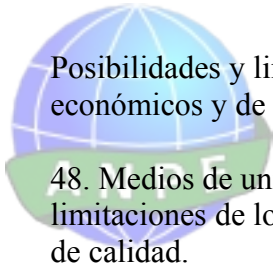 Posibilidades y li
económicos y de
ANPE
48. Medios de un
limitaciones de lo
de calidad.